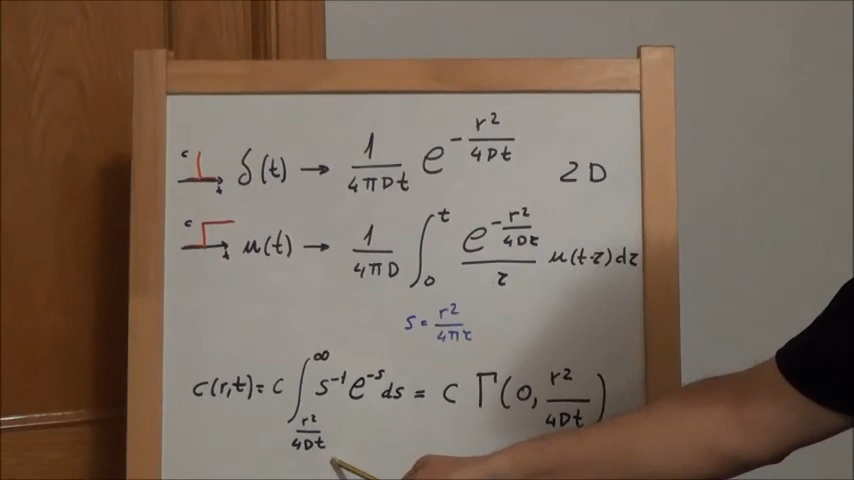 c t δ(t) → 1/(4πDt) e^(-r²/(4Dt)) 2D
c t u(t) → 1/(4πD) ∫₀^t e^(-r²/(4Dτ))/τ u(t-τ)dτ
s = r²/(4πτ)
c(r,t) = C ∫_(r²/(4Dt))^∞ s⁻¹ e^(-s) ds = C Γ(0, r²/(4Dt))